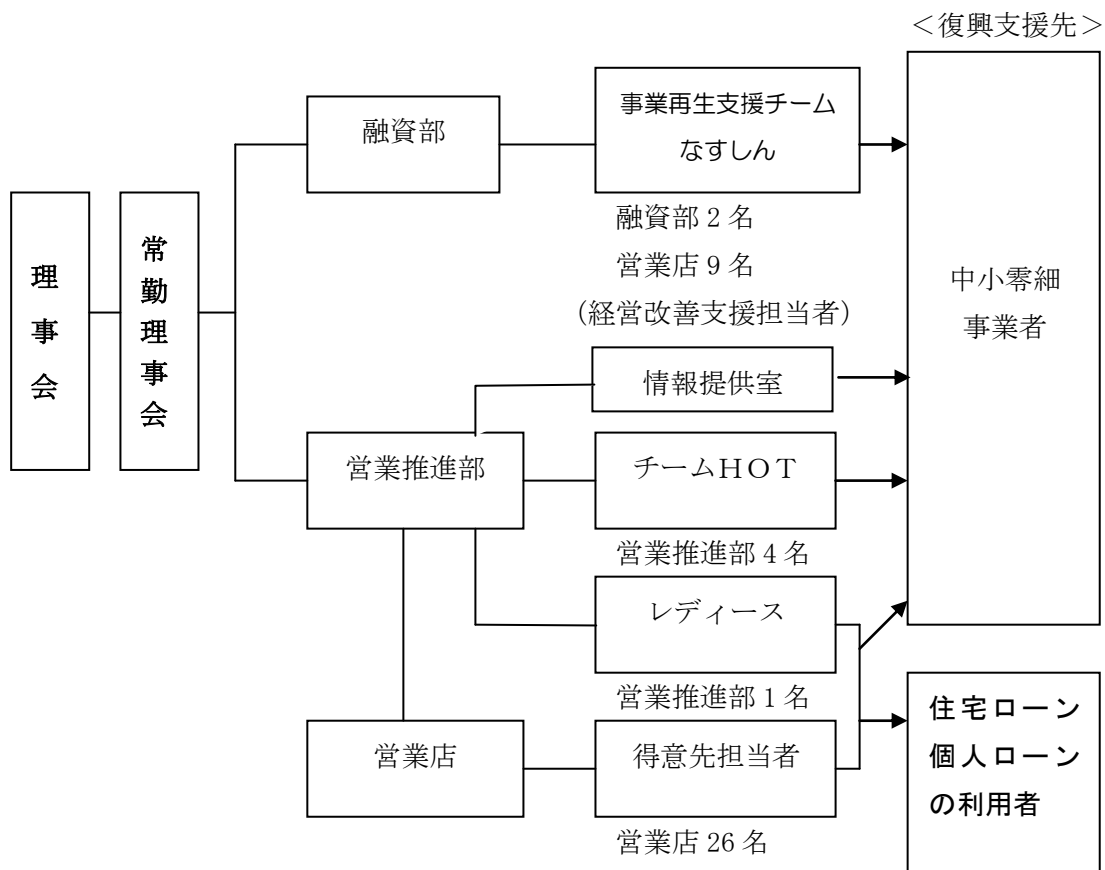 ＜復興支援先＞
理事会
常勤理事会
融資部
事業再生支援チーム
なすしん
融資部 2 名
営業店 9 名
(経営改善支援担当者)
中小零細
事業者
情報提供室
営業推進部
チームＨＯＴ
営業推進部 4 名
レディース
営業推進部 1 名
営業店
得意先担当者
営業店 26 名
住宅ローン
個人ローン
の利用者